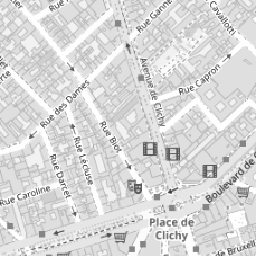 Rue Ganne
Cavallotti
Avenue de Clichy
Rue Capron
Rue des Dames
Rue Biot
Rue Lécluse
Rue Darcet
Rue Caroline
Boulevard de
Place de
Clichy
de Bruxell